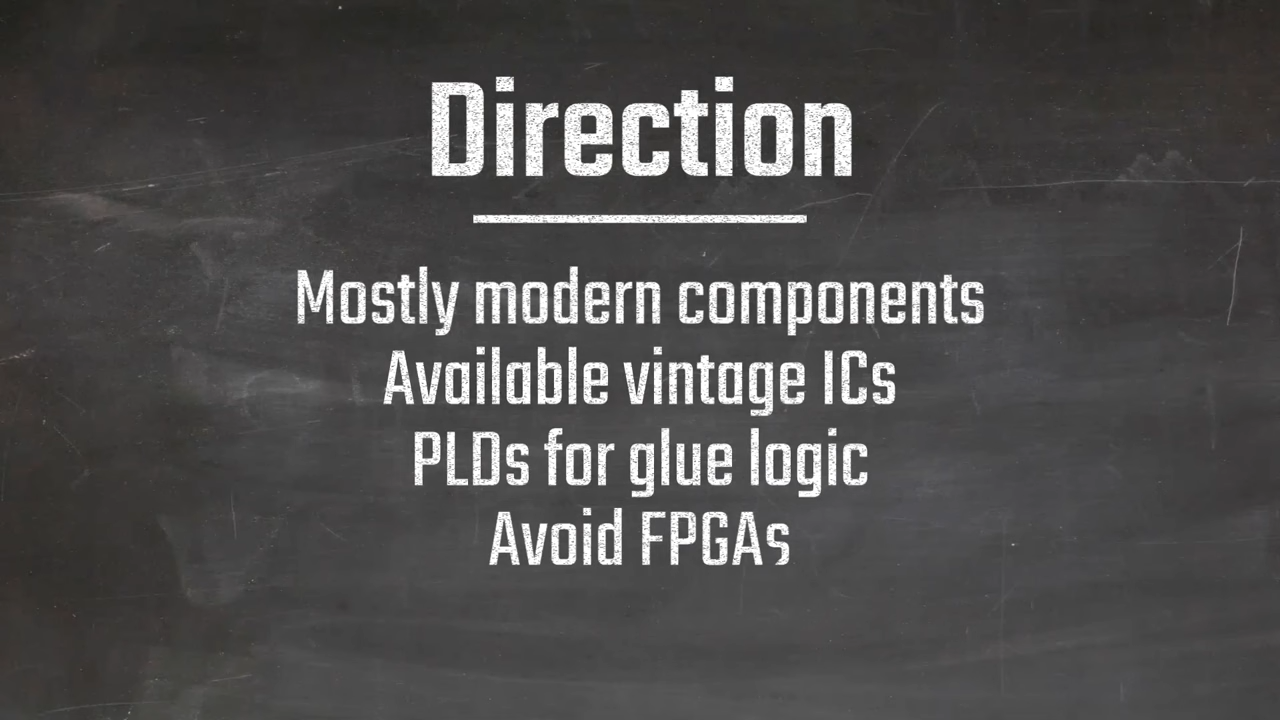 Direction
Mostly modern components
Available vintage ICs
PLDs for glue logic
Avoid FPGAs